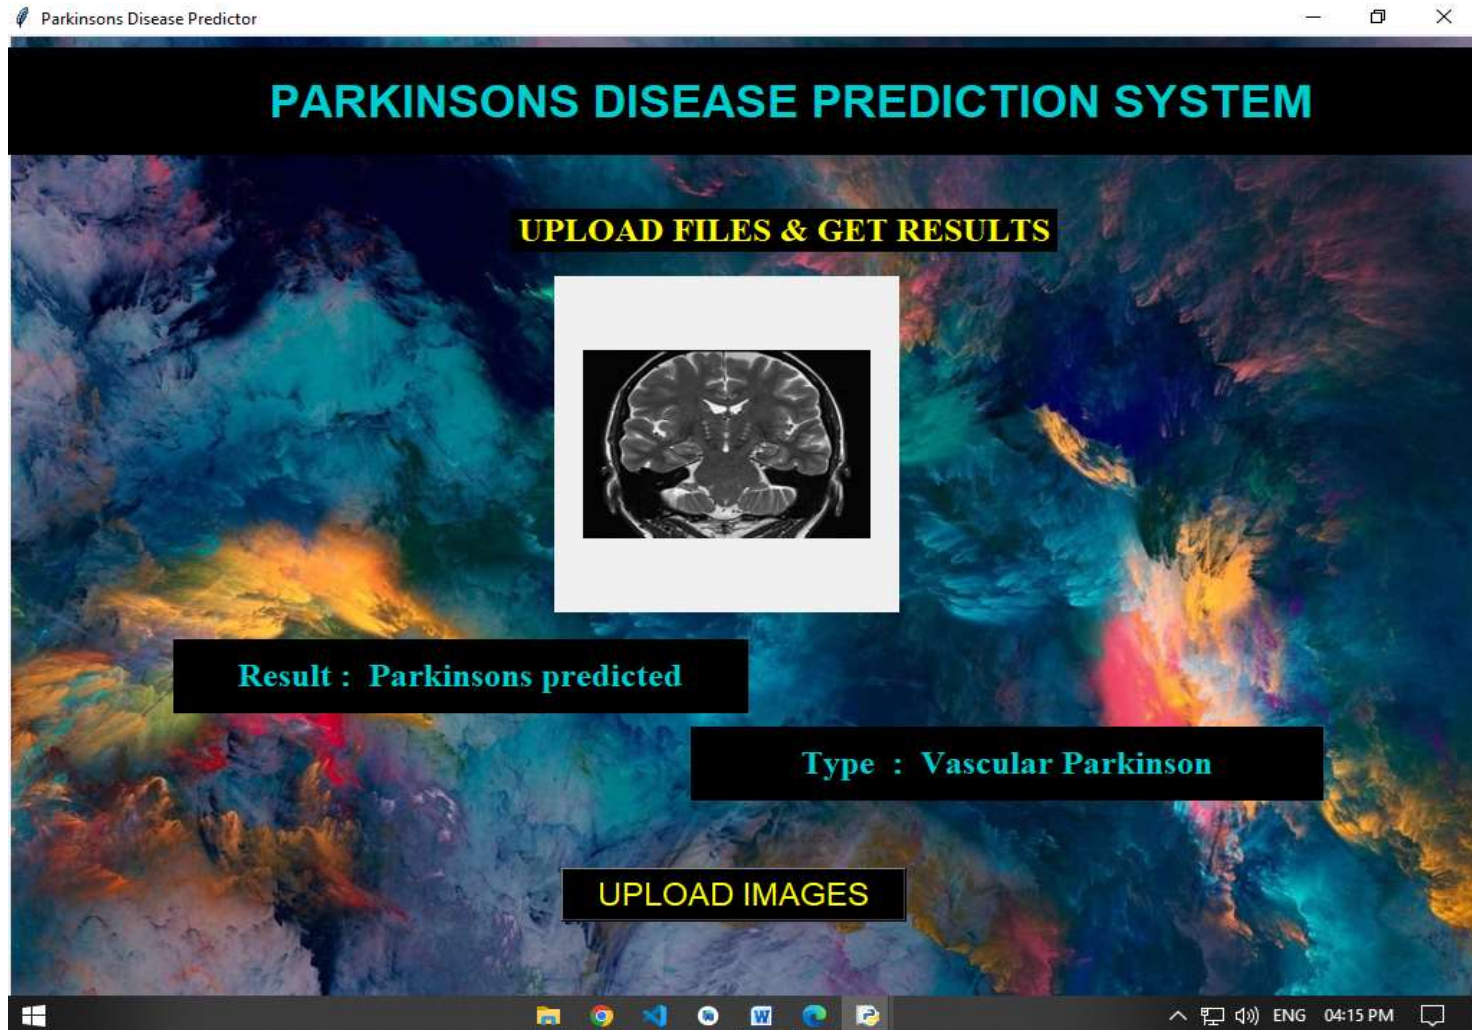 Parkinsons Disease Predictor
PARKINSONS DISEASE PREDICTION SYSTEM
UPLOAD FILES & GET RESULTS
Result :  Parkinsons predicted
Type  :  Vascular Parkinson
UPLOAD IMAGES
ENG 04:15 PM